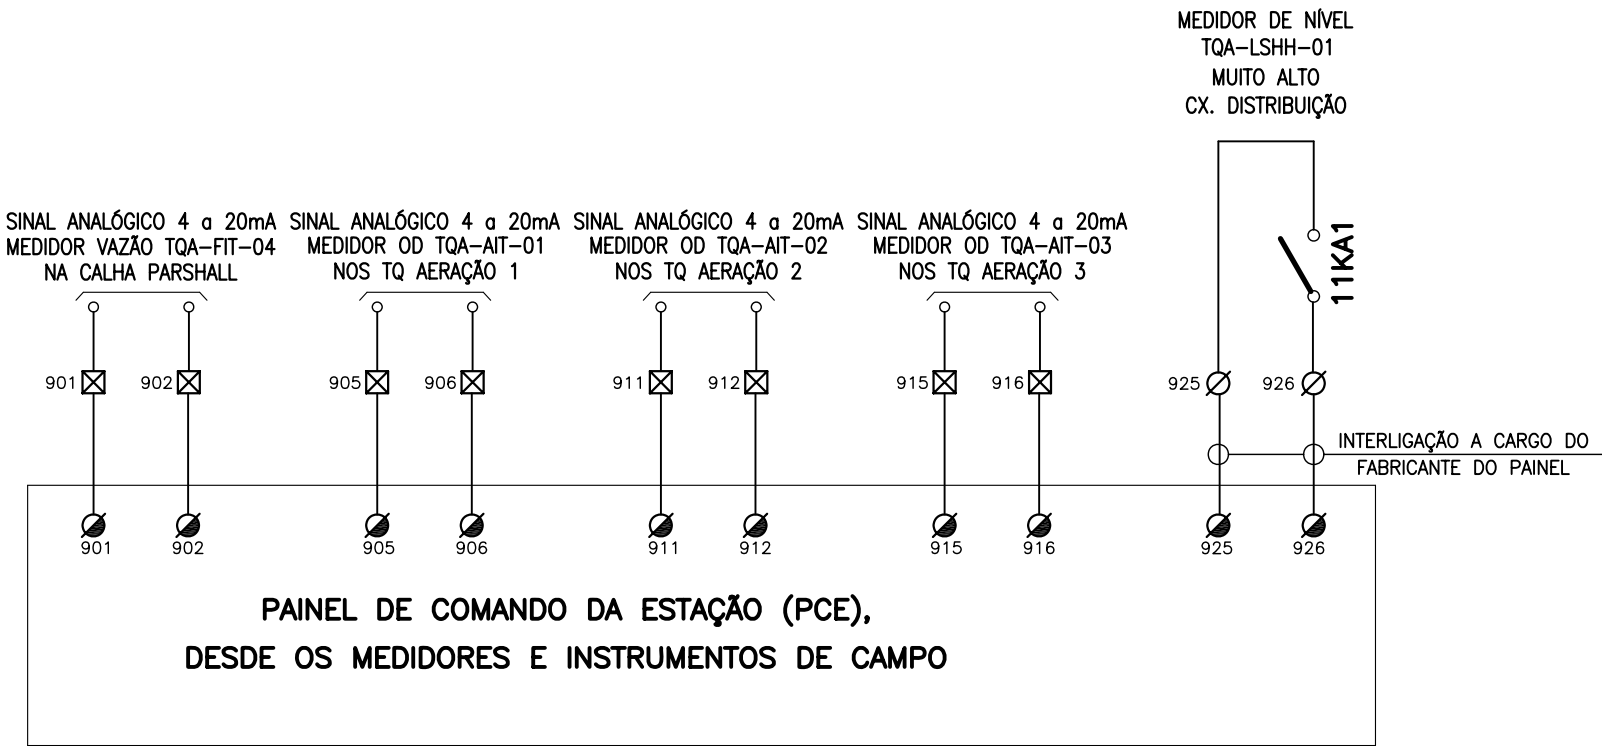 MEDIDOR DE NÍVEL
TQA-LSHH-01
MUITO ALTO
CX. DISTRIBUIÇÃO
SINAL ANALÓGICO 4 a 20mA
MEDIDOR VAZÃO TQA-FIT-04
NA CALHA PARSHALL
SINAL ANALÓGICO 4 a 20mA
MEDIDOR OD TQA-AIT-01
NOS TQ AERAÇÃO 1
SINAL ANALÓGICO 4 a 20mA
MEDIDOR OD TQA-AIT-02
NOS TQ AERAÇÃO 2
SINAL ANALÓGICO 4 a 20mA
MEDIDOR OD TQA-AIT-03
NOS TQ AERAÇÃO 3
11KA1
901 902 905 906 911 912 915 916 925 926
INTERLIGAÇÃO A CARGO DO
FABRICANTE DO PAINEL
901 902 905 906 911 912 915 916 925 926
PAINEL DE COMANDO DA ESTAÇÃO (PCE),
DESDE OS MEDIDORES E INSTRUMENTOS DE CAMPO